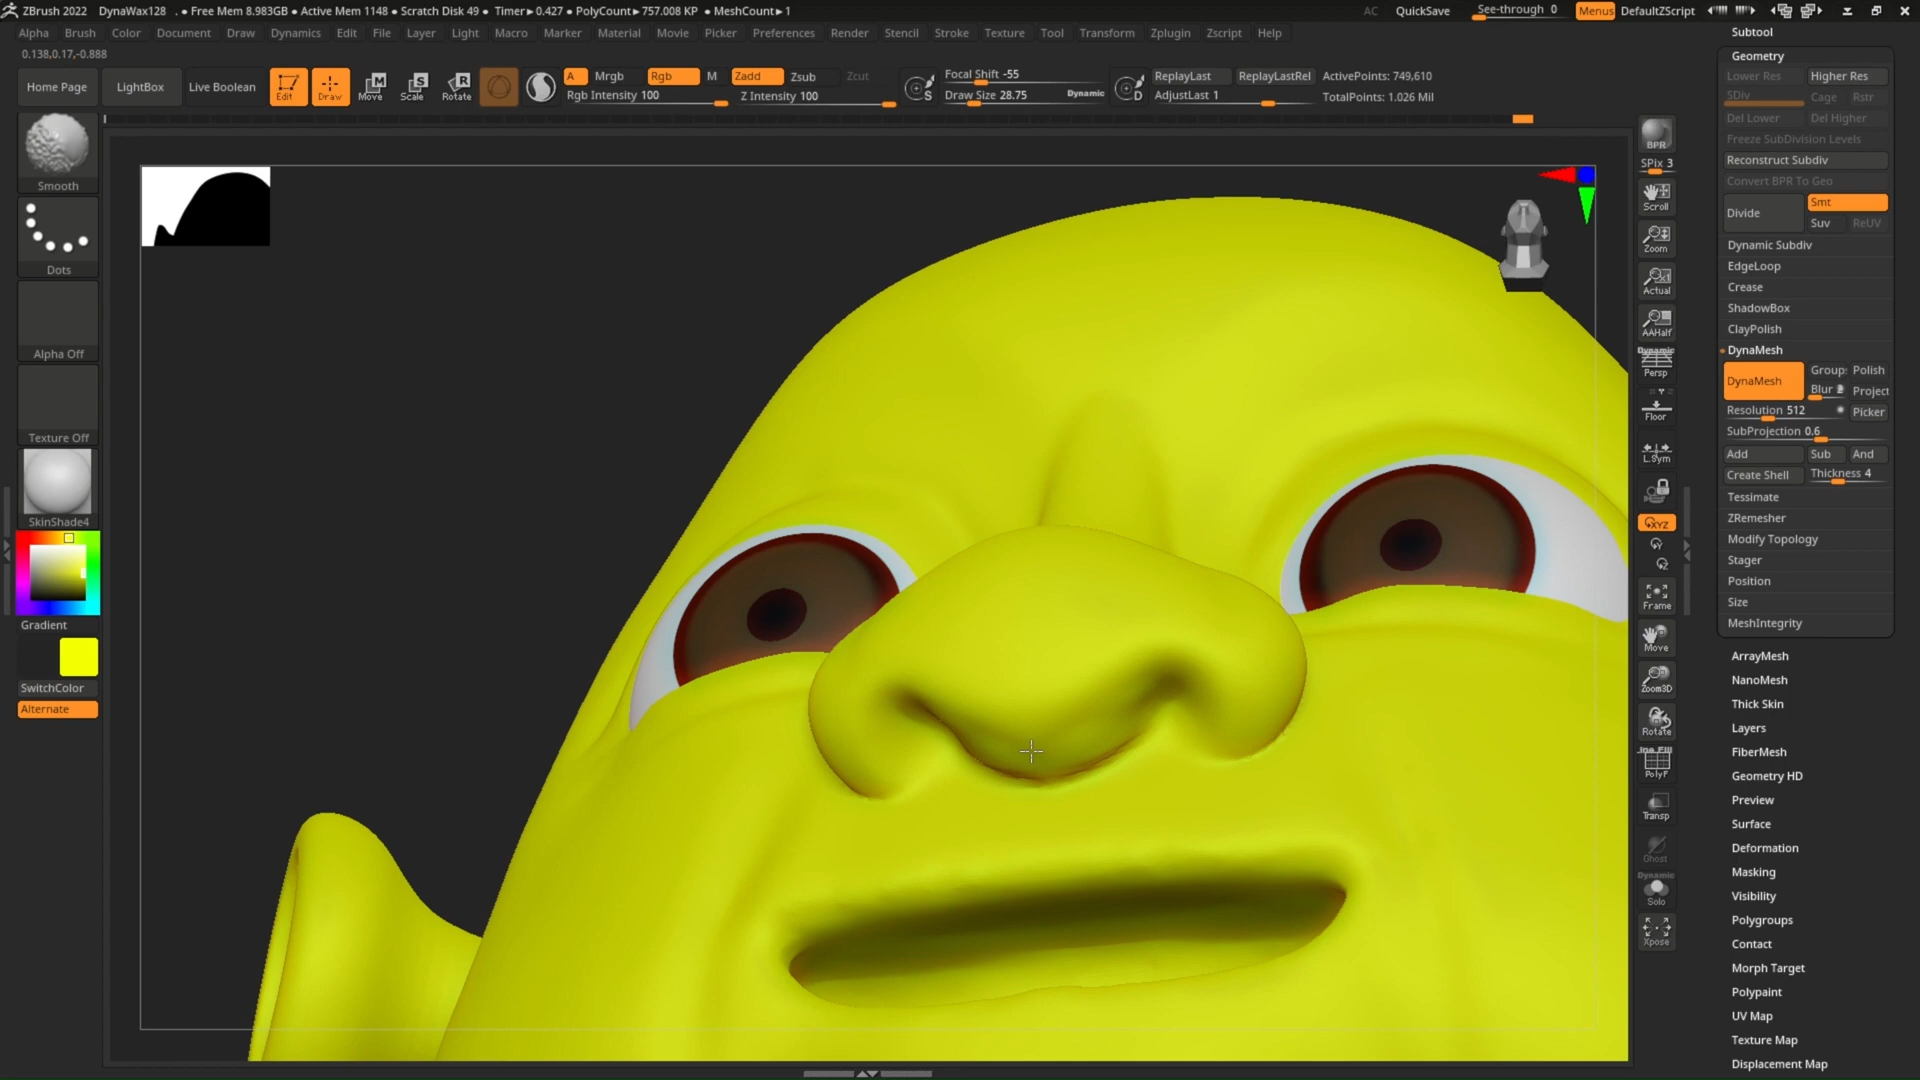 ZBrush 2022 DynaWax128 . ● Free Mem 8.983GB ● Active Mem 1148 ● Scratch Disk 49 ● Timer▸0.427 ● PolyCount▸757.008 KP ● MeshCount▸1 AC QuickSave See-through 0 Menus DefaultZScript
Alpha Brush Color Document Draw Dynamics Edit File Layer Light Macro Marker Material Movie Picker Preferences Render Stencil Stroke Texture Tool Transform Zplugin Zscript Help
0.138,0.17,-0.888
Home Page LightBox Live Boolean Edit Draw Move Scale Rotate
A Mrgb Rgb M Zadd Zsub Zcut
Rgb Intensity 100 Z Intensity 100
S
Focal Shift -55
Draw Size 28.75 Dynamic
D
ReplayLast ReplayLastRel ActivePoints: 749,610
AdjustLast 1 TotalPoints: 1.026 Mil
Smooth
Dots
Alpha Off
Texture Off
SkinShade4
Gradient
SwitchColor
Alternate
BPR
SPix 3
Scroll
Zoom
Actual
AAHalf
Dynamic
Persp
Floor
L.Sym
XYZ
Frame
Move
Zoom3D
Rotate
Line Fill
PolyF
Transp
Ghost
Dynamic
Solo
Xpose
Subtool
Geometry
Lower Res Higher Res
SDiv Cage Rstr
Del Lower Del Higher
Freeze SubDivision Levels
Reconstruct Subdiv
Convert BPR To Geo
Divide Smt
Suv ReUV
Dynamic Subdiv
EdgeLoop
Crease
ShadowBox
ClayPolish
DynaMesh
DynaMesh Group: Polish
Blur 2 Project
Resolution 512 Picker
SubProjection 0.6
Add Sub And
Create Shell Thickness 4
Tessimate
ZRemesher
Modify Topology
Stager
Position
Size
MeshIntegrity
ArrayMesh
NanoMesh
Thick Skin
Layers
FiberMesh
Geometry HD
Preview
Surface
Deformation
Masking
Visibility
Polygroups
Contact
Morph Target
Polypaint
UV Map
Texture Map
Displacement Map